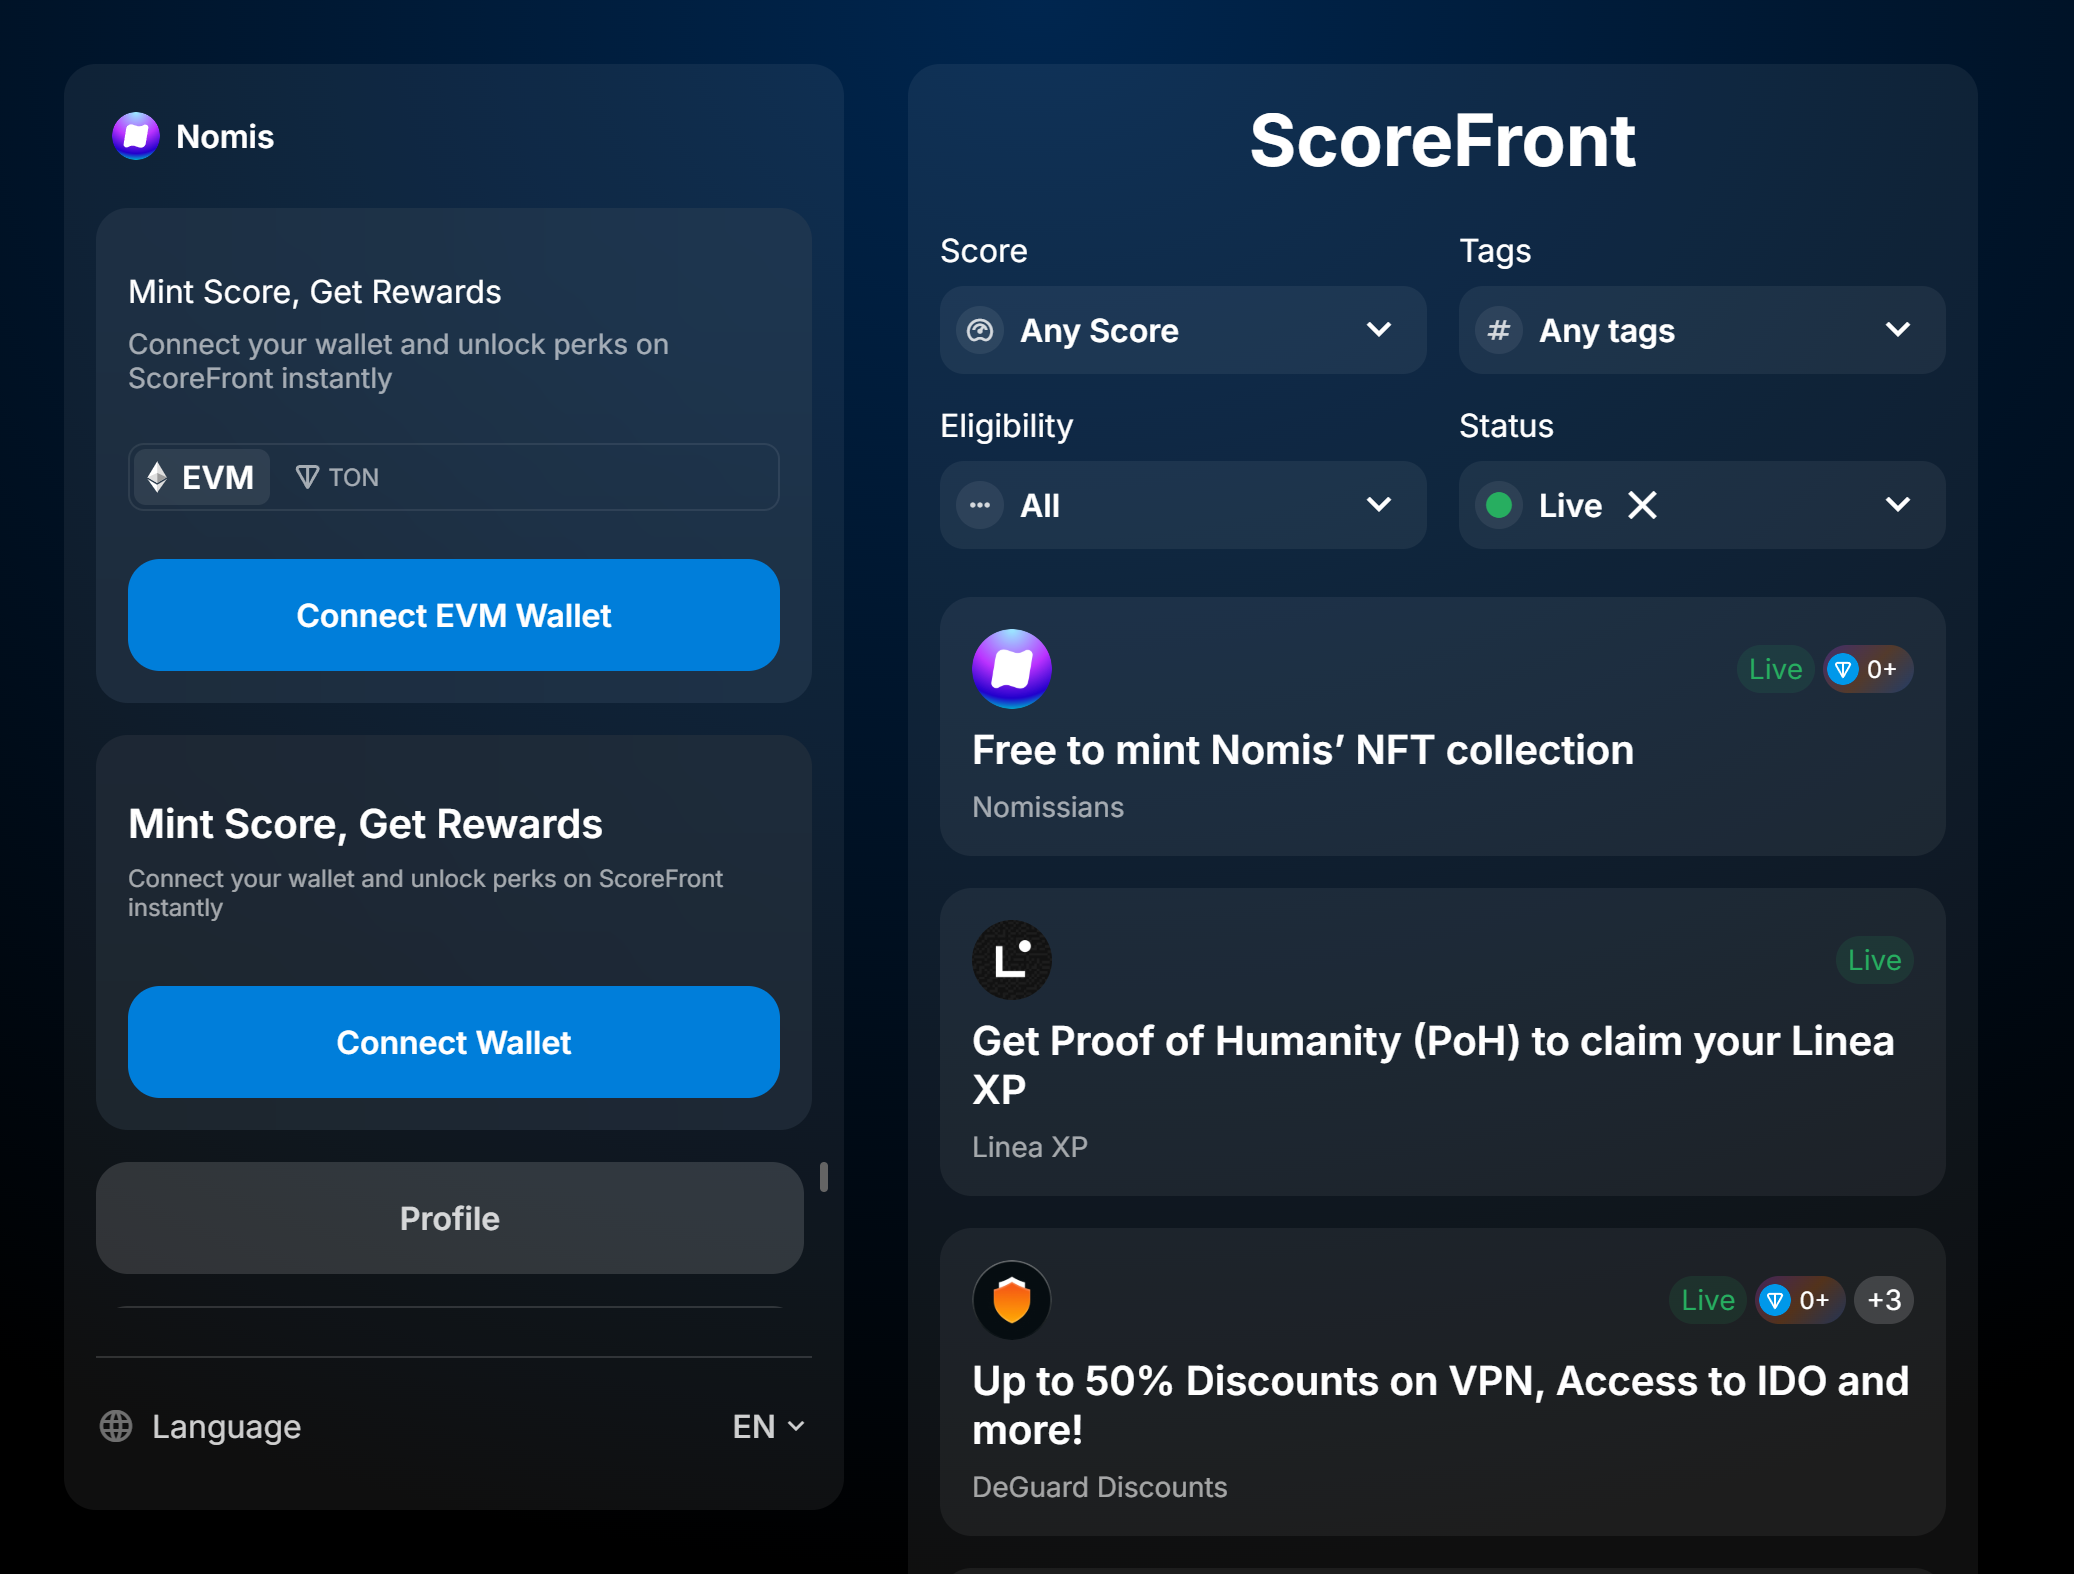 Nomis
Mint Score, Get Rewards
Connect your wallet and unlock perks on
ScoreFront instantly
EVM
TON
Connect EVM Wallet
Mint Score, Get Rewards
Connect your wallet and unlock perks on ScoreFront
instantly
Connect Wallet
Profile
Language
EN
ScoreFront
Score
Tags
Any Score
# Any tags
Eligibility
Status
All
Live
Live
0+
Free to mint Nomis’ NFT collection
Nomissians
Live
Get Proof of Humanity (PoH) to claim your Linea
XP
Linea XP
Live
0+
+3
Up to 50% Discounts on VPN, Access to IDO and
more!
DeGuard Discounts